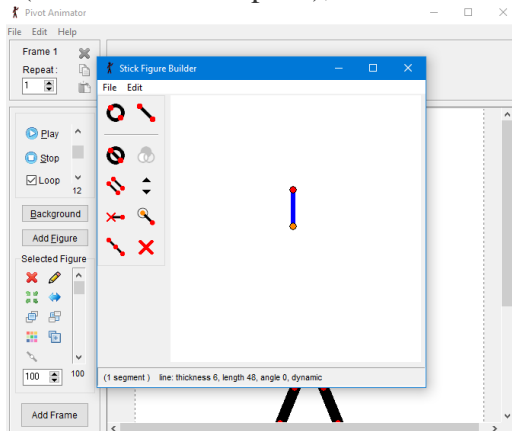 Pivot Animator
File Edit Help
Frame 1
Repeat:
1
Play
Stop
Loop
12
Background
Add Figure
Selected Figure
100
100
Add Frame
Stick Figure Builder
File Edit
(1 segment ) line: thickness 6, length 48, angle 0, dynamic